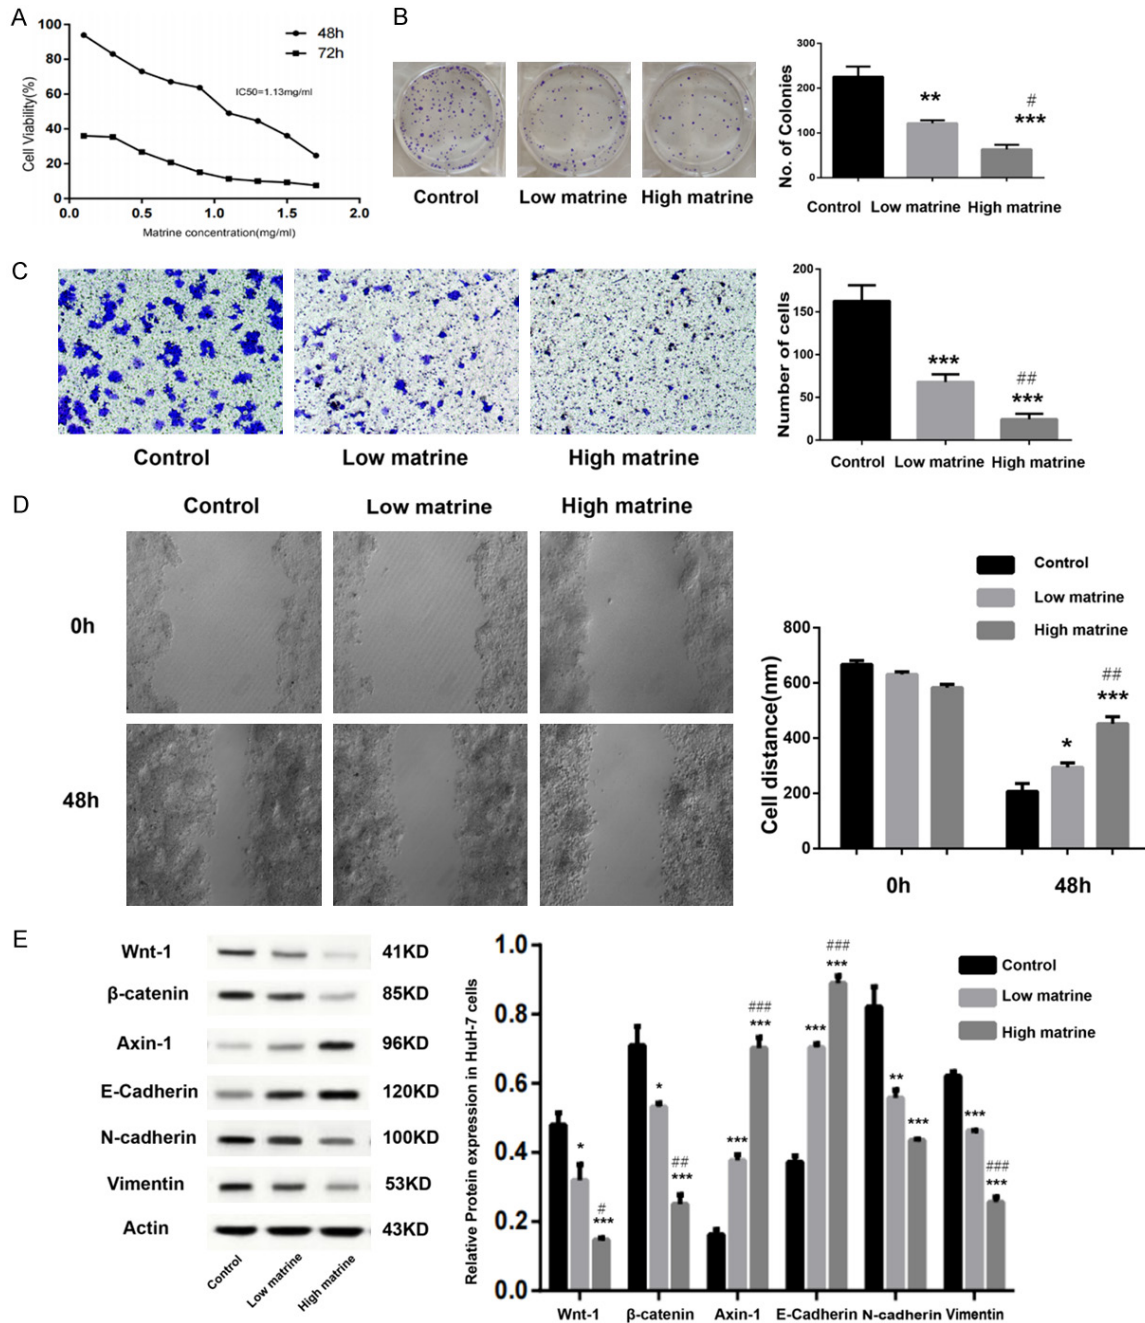 A
100
80
60
40
20
0
Cell Viability(%)
48h
72h
IC50=1.13mg/ml
0.0 0.5 1.0 1.5 2.0
Matrine concentration(mg/ml)
B
Control Low matrine High matrine
300
200
100
0
No. of Colonies
**
#
***
Control Low matrine High matrine
C
Control Low matrine High matrine
200
150
100
50
0
Number of cells
***
##
***
Control Low matrine High matrine
D
Control Low matrine High matrine
0h
48h
Control
Low matrine
High matrine
800
600
400
200
0
Cell distance(nm)
*
##
***
0h 48h
E
Wnt-1 41KD
β-catenin 85KD
Axin-1 96KD
E-Cadherin 120KD
N-cadherin 100KD
Vimentin 53KD
Actin 43KD
Control Low matrine High matrine
1.0
0.8
0.6
0.4
0.2
0.0
Relative Protein expression in HuH-7 cells
Control
Low matrine
High matrine
*
#
***
*
##
***
***
###
***
***
###
***
**
***
***
###
***
Wnt-1 β-catenin Axin-1 E-Cadherin N-cadherin Vimentin